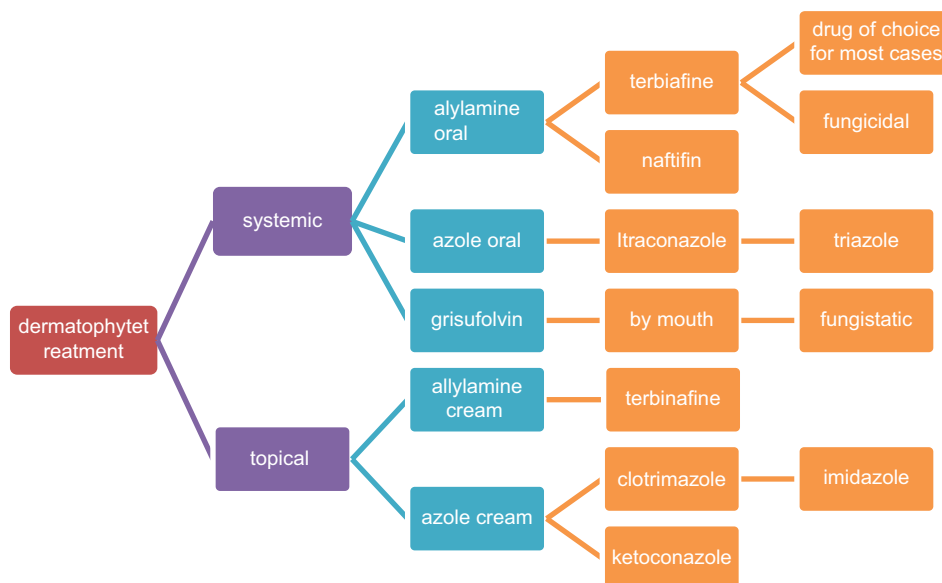 dermatophytet
reatment
systemic
alylamine
oral
terbiafine
drug of choice
for most cases
fungicidal
naftifin
azole oral
Itraconazole
triazole
grisufolvin
by mouth
fungistatic
topical
allylamine
cream
terbinafine
azole cream
clotrimazole
imidazole
ketoconazole